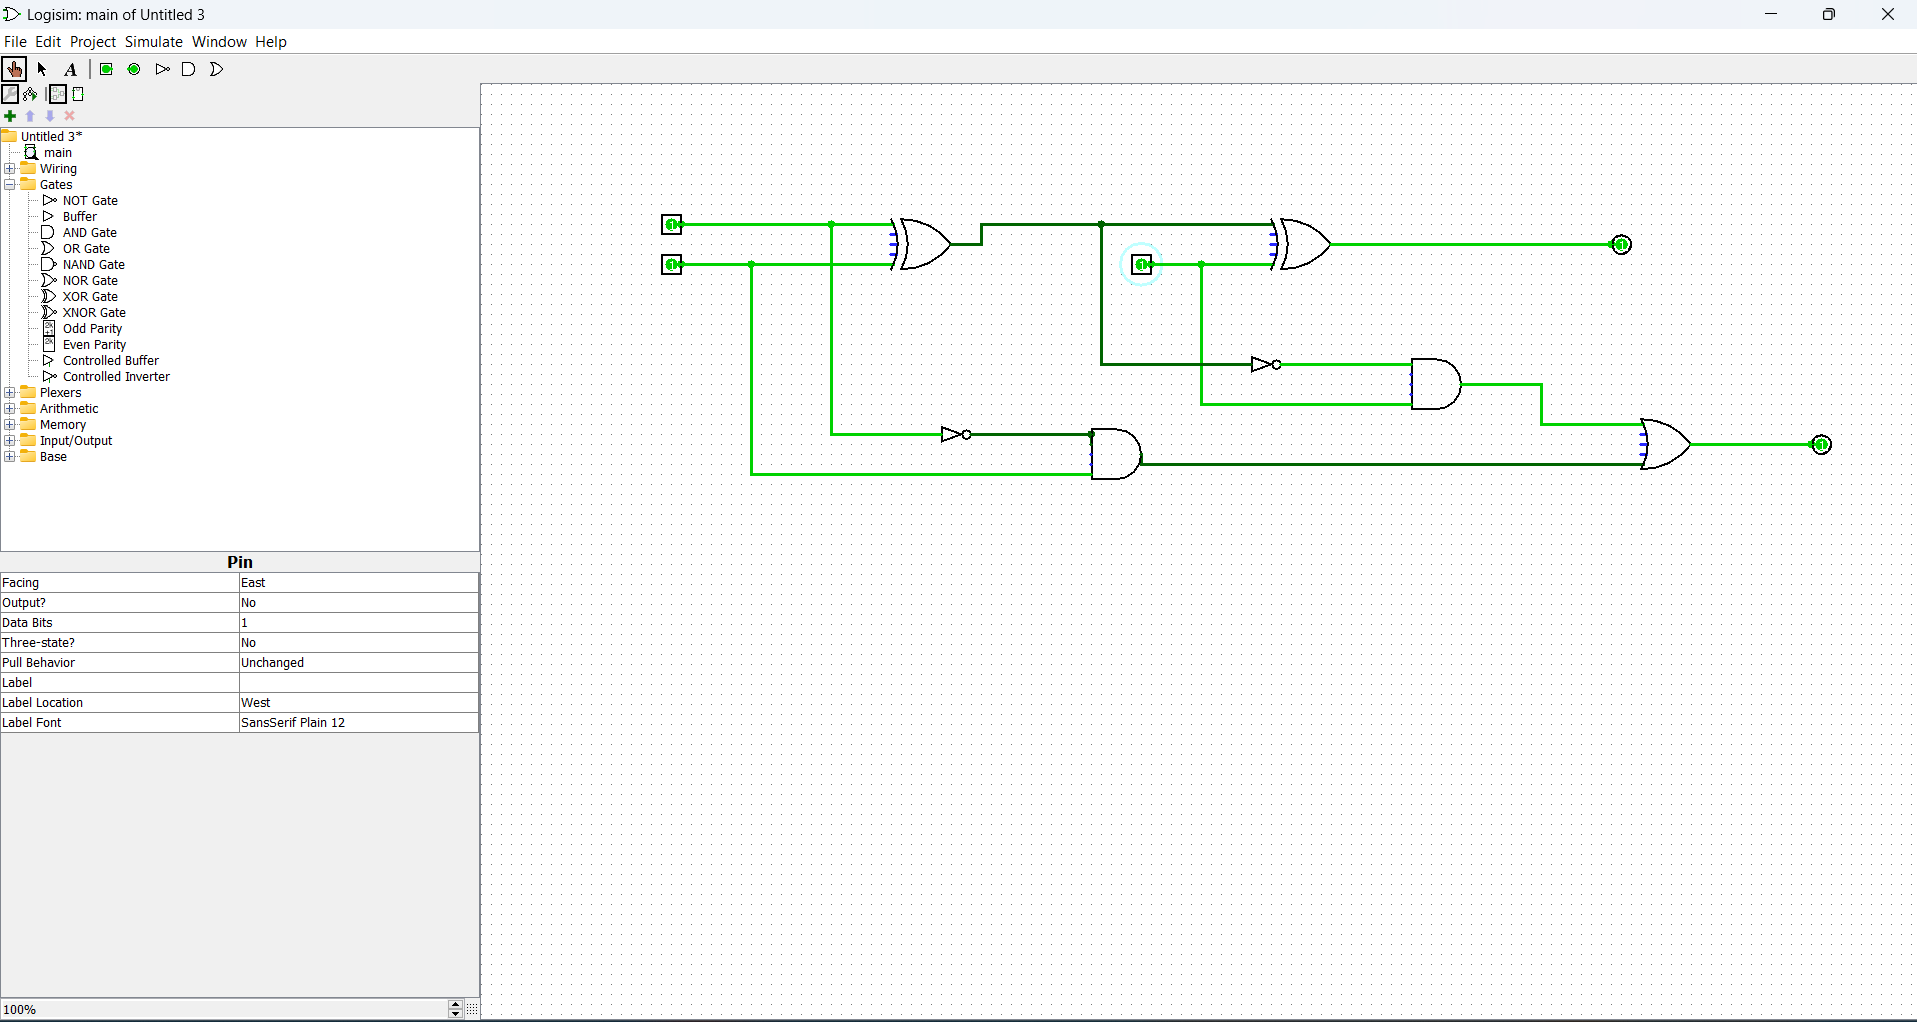 Logisim: main of Untitled 3
File Edit Project Simulate Window Help
A
Untitled 3*
main
Wiring
Gates
NOT Gate
Buffer
AND Gate
OR Gate
NAND Gate
NOR Gate
XOR Gate
XNOR Gate
Odd Parity
Even Parity
Controlled Buffer
Controlled Inverter
Plexers
Arithmetic
Memory
Input/Output
Base
Pin
Facing East
Output? No
Data Bits 1
Three-state? No
Pull Behavior Unchanged
Label
Label Location West
Label Font SansSerif Plain 12
100%
1
1
1
1
1